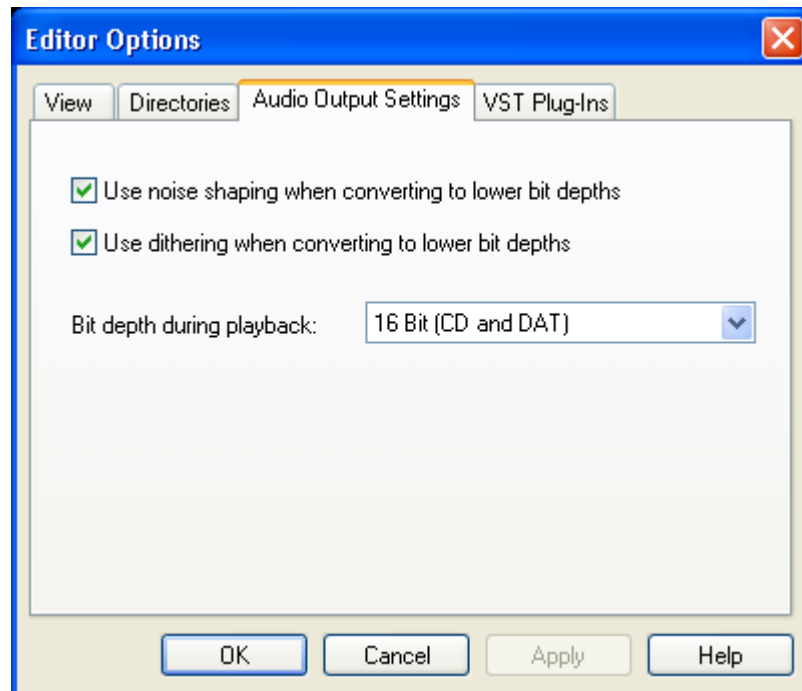 Editor Options
View Directories Audio Output Settings VST Plug-Ins
Use noise shaping when converting to lower bit depths
Use dithering when converting to lower bit depths
Bit depth during playback: 16 Bit (CD and DAT)
OK Cancel Apply Help